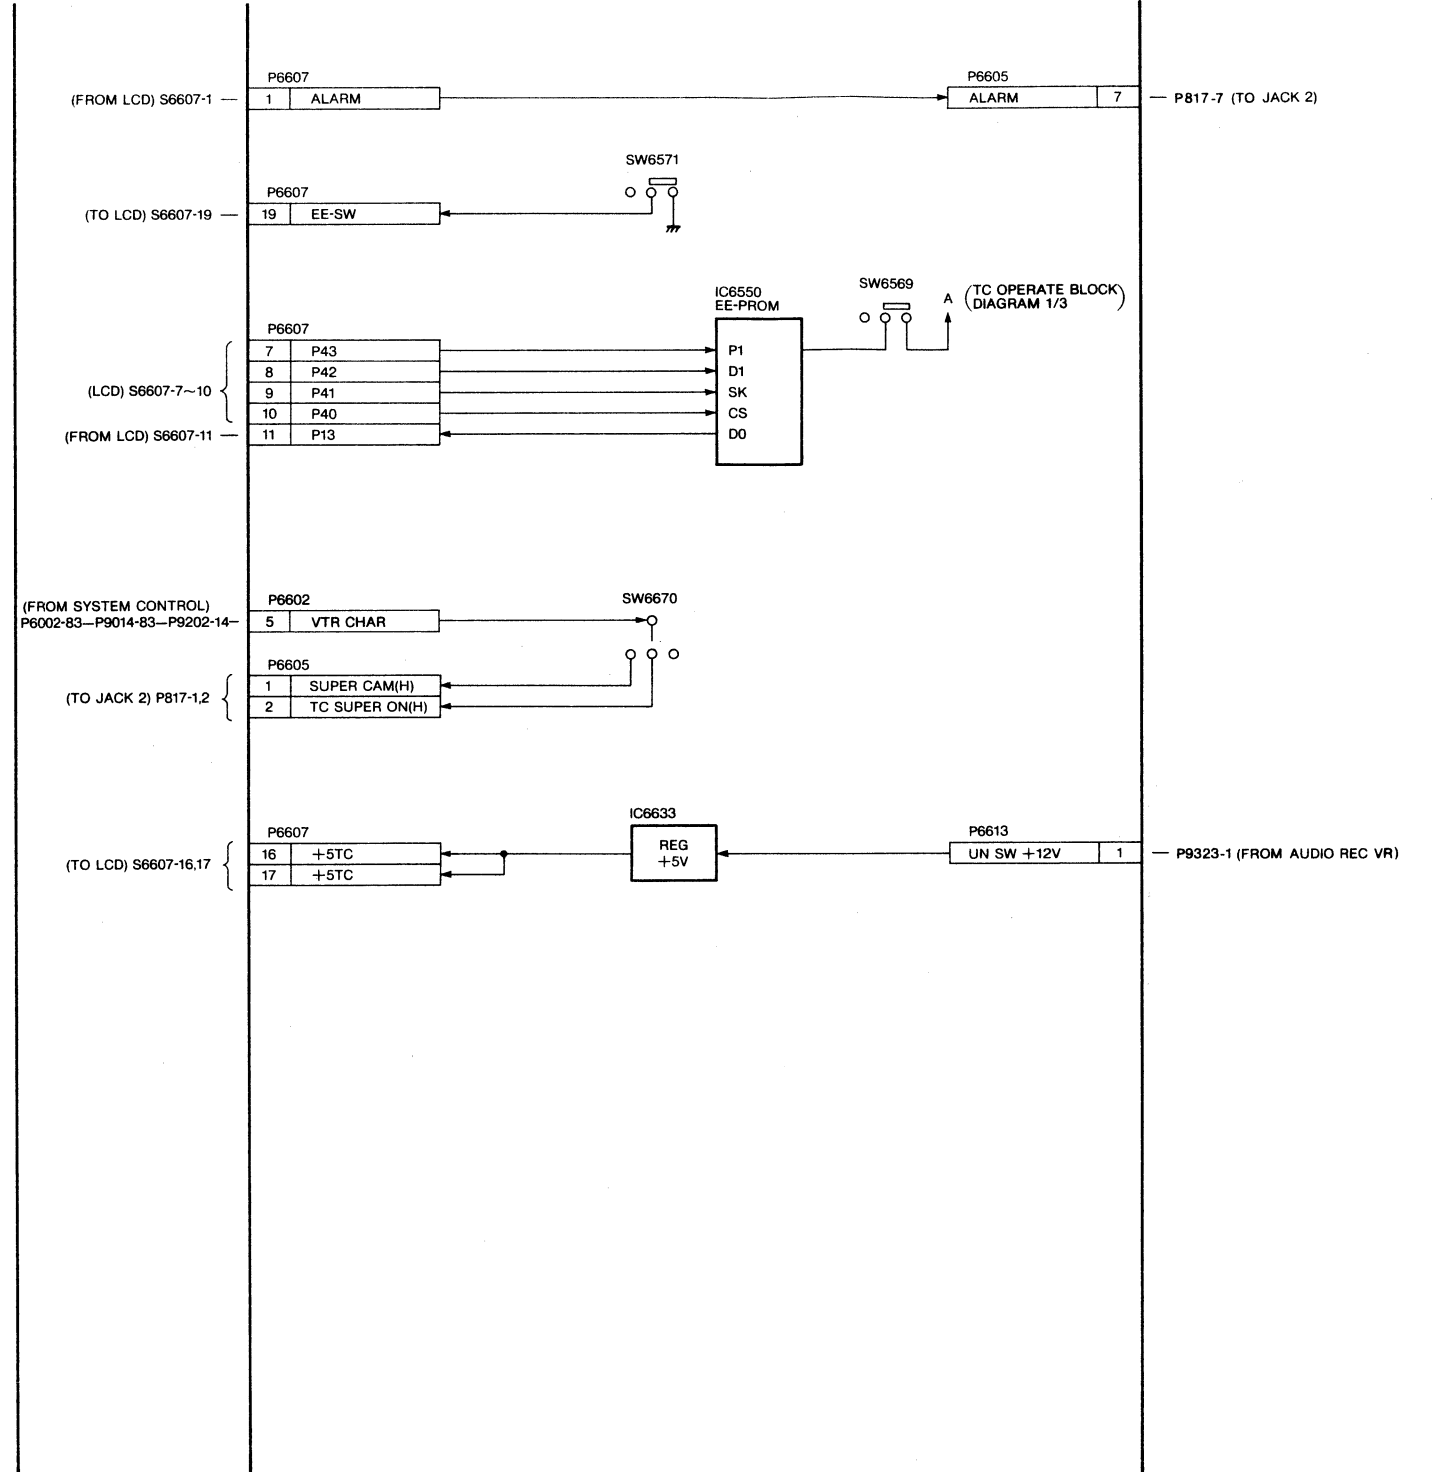 P6607
P6605
(FROM LCD) S6607-1 — 1 ALARM
ALARM 7 — P817-7 (TO JACK 2)
SW6571
P6607
(TO LCD) S6607-19 — 19 EE-SW
IC6550
EE-PROM
SW6569
A (TC OPERATE BLOCK
DIAGRAM 1/3)
P6607
7 P43 P1
8 P42 D1
(LCD) S6607-7~10
9 P41 SK
10 P40 CS
(FROM LCD) S6607-11 — 11 P13 D0
(FROM SYSTEM CONTROL)
P6602
SW6670
P6002-83—P9014-83—P9202-14— 5 VTR CHAR
P6605
1 SUPER CAM(H)
(TO JACK 2) P817-1,2
2 TC SUPER ON(H)
IC6633
P6607
P6613
16 +5TC
REG
+5V
UN SW +12V 1 — P9323-1 (FROM AUDIO REC VR)
(TO LCD) S6607-16,17
17 +5TC